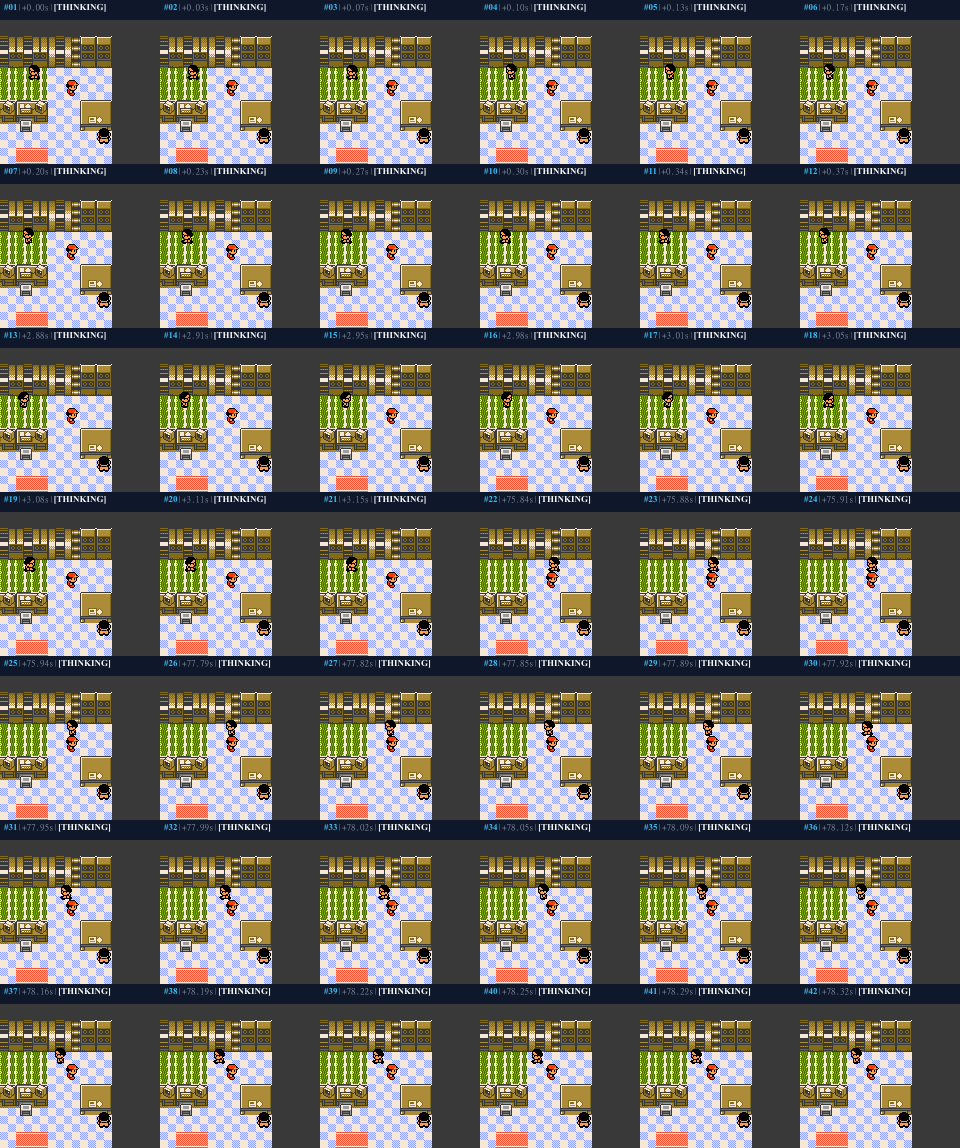 #01|+0.00s|[THINKING] #02|+0.03s|[THINKING] #03|+0.07s|[THINKING] #04|+0.10s|[THINKING] #05|+0.13s|[THINKING] #06|+0.17s|[THINKING]
#07|+0.20s|[THINKING] #08|+0.23s|[THINKING] #09|+0.27s|[THINKING] #10|+0.30s|[THINKING] #11|+0.34s|[THINKING] #12|+0.37s|[THINKING]
#13|+2.88s|[THINKING] #14|+2.91s|[THINKING] #15|+2.95s|[THINKING] #16|+2.98s|[THINKING] #17|+3.01s|[THINKING] #18|+3.05s|[THINKING]
#19|+3.08s|[THINKING] #20|+3.11s|[THINKING] #21|+3.15s|[THINKING] #22|+75.84s|[THINKING] #23|+75.88s|[THINKING] #24|+75.91s|[THINKING]
#25|+75.94s|[THINKING] #26|+77.79s|[THINKING] #27|+77.82s|[THINKING] #28|+77.85s|[THINKING] #29|+77.89s|[THINKING] #30|+77.92s|[THINKING]
#31|+77.95s|[THINKING] #32|+77.99s|[THINKING] #33|+78.02s|[THINKING] #34|+78.05s|[THINKING] #35|+78.09s|[THINKING] #36|+78.12s|[THINKING]
#37|+78.16s|[THINKING] #38|+78.19s|[THINKING] #39|+78.22s|[THINKING] #40|+78.25s|[THINKING] #41|+78.29s|[THINKING] #42|+78.32s|[THINKING]